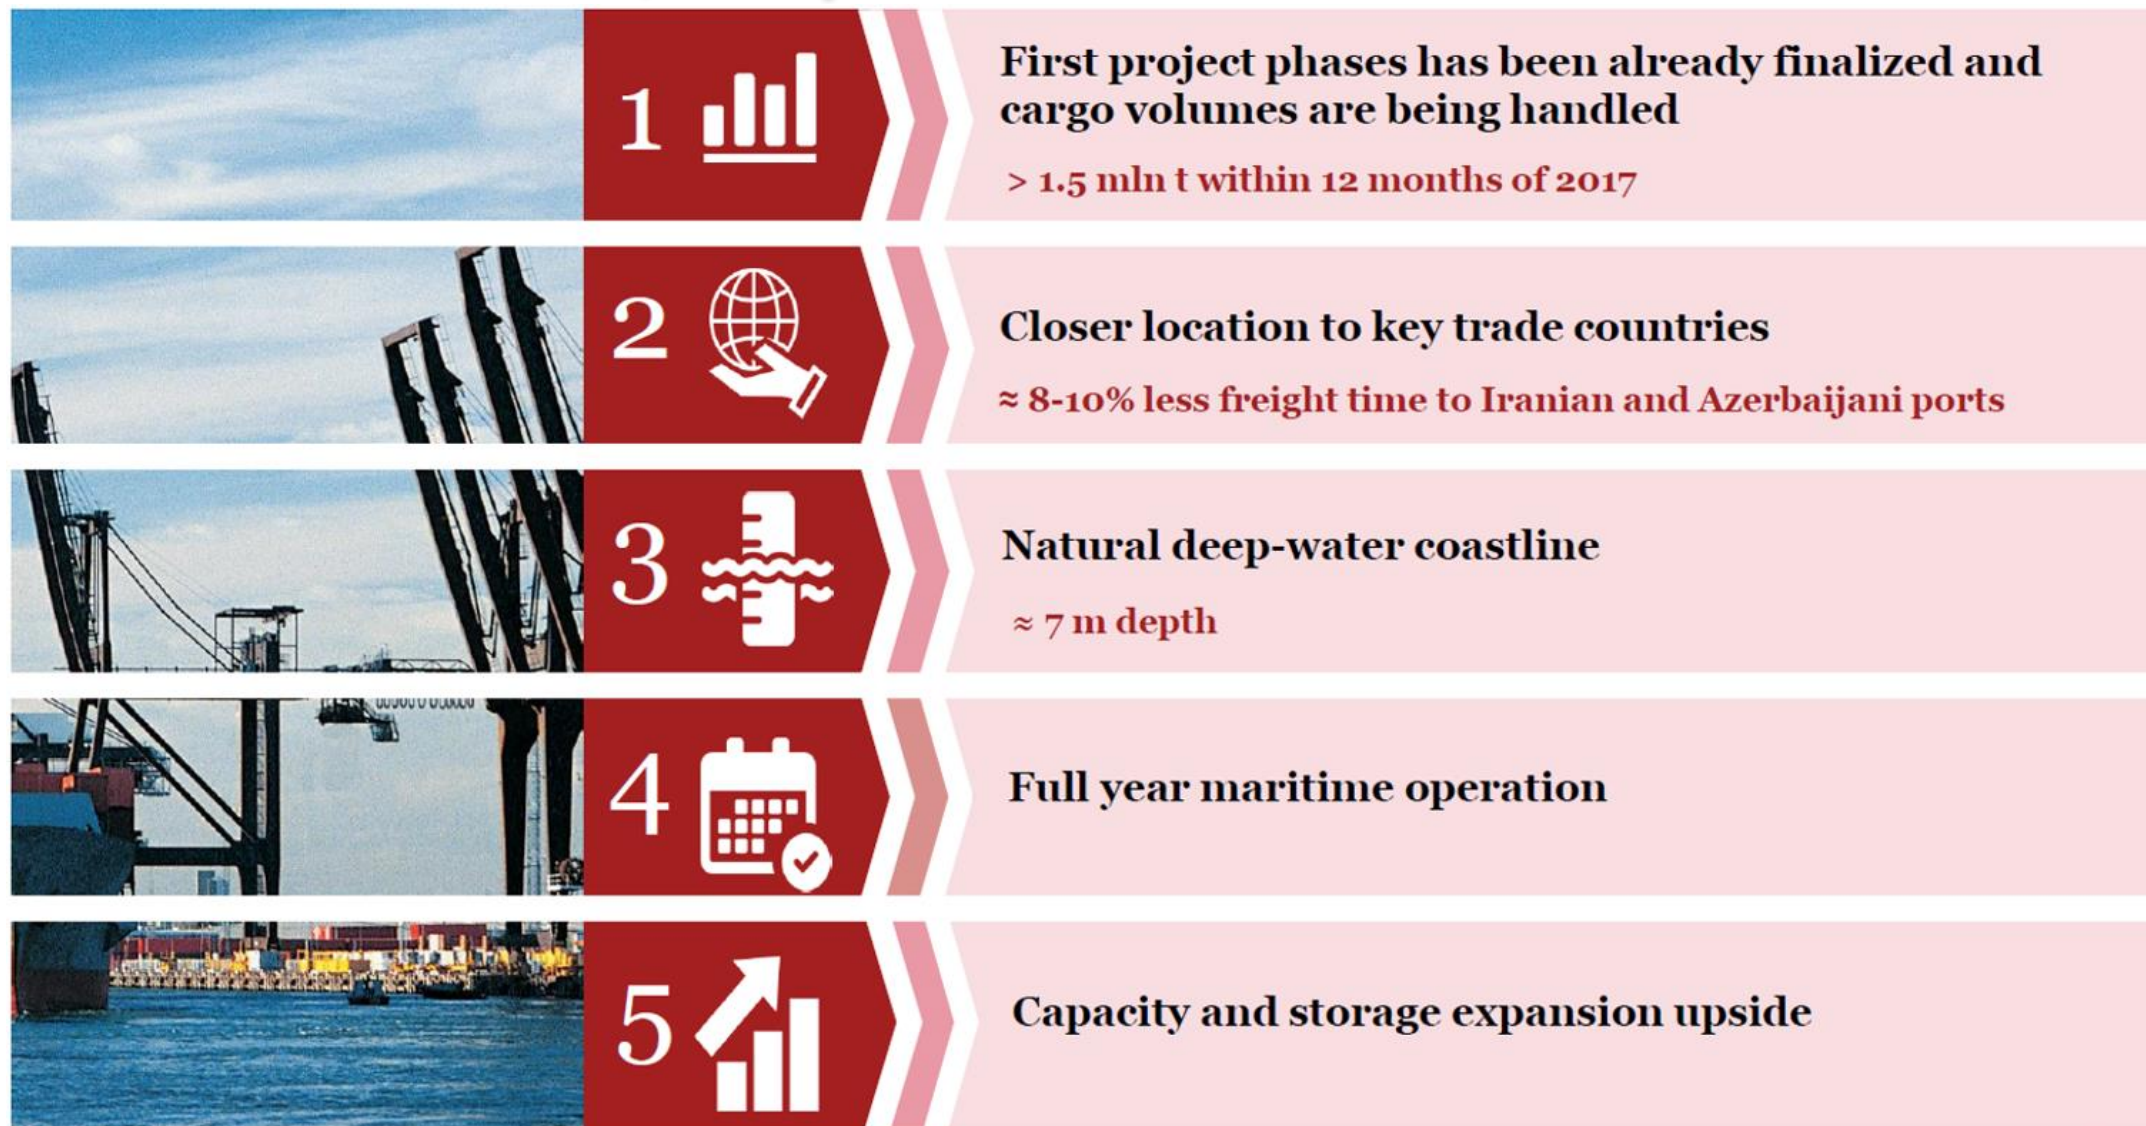 1
First project phases has been already finalized and
cargo volumes are being handled
> 1.5 mln t within 12 months of 2017
2
Closer location to key trade countries
≈ 8-10% less freight time to Iranian and Azerbaijani ports
3
Natural deep-water coastline
≈ 7 m depth
4
Full year maritime operation
5
Capacity and storage expansion upside